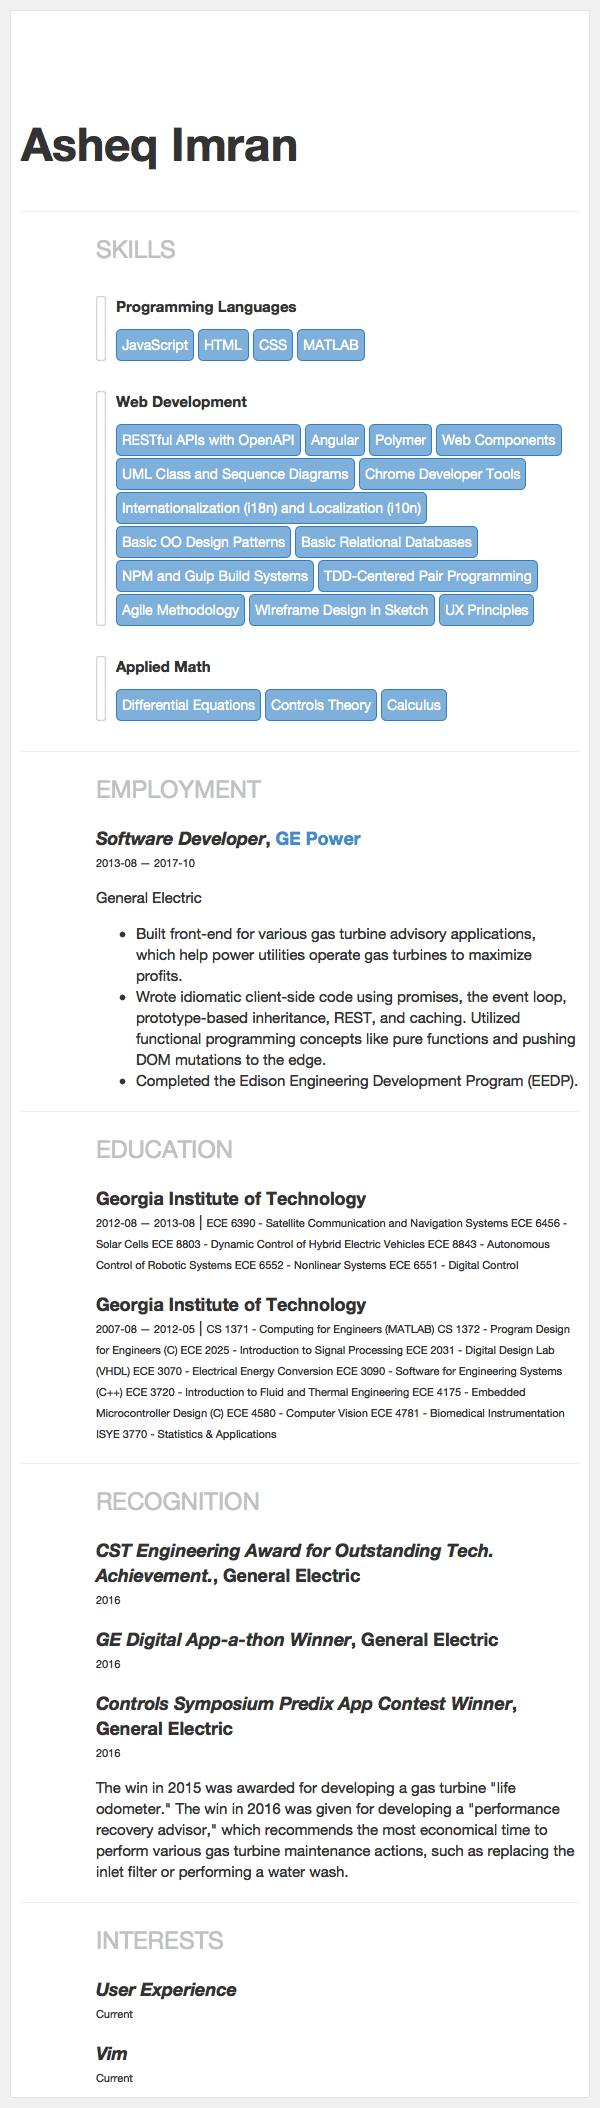 Asheq Imran
SKILLS
Programming Languages
JavaScript HTML CSS MATLAB
Web Development
RESTful APIs with OpenAPI Angular Polymer Web Components
UML Class and Sequence Diagrams Chrome Developer Tools
Internationalization (i18n) and Localization (i10n)
Basic OO Design Patterns Basic Relational Databases
NPM and Gulp Build Systems TDD-Centered Pair Programming
Agile Methodology Wireframe Design in Sketch UX Principles
Applied Math
Differential Equations Controls Theory Calculus
EMPLOYMENT
Software Developer, GE Power
2013-08 — 2017-10
General Electric
• Built front-end for various gas turbine advisory applications,
which help power utilities operate gas turbines to maximize
profits.
• Wrote idiomatic client-side code using promises, the event loop,
prototype-based inheritance, REST, and caching. Utilized
functional programming concepts like pure functions and pushing
DOM mutations to the edge.
• Completed the Edison Engineering Development Program (EEDP).
EDUCATION
Georgia Institute of Technology
2012-08 — 2013-08 | ECE 6390 - Satellite Communication and Navigation Systems ECE 6456 -
Solar Cells ECE 8803 - Dynamic Control of Hybrid Electric Vehicles ECE 8843 - Autonomous
Control of Robotic Systems ECE 6552 - Nonlinear Systems ECE 6551 - Digital Control
Georgia Institute of Technology
2007-08 — 2012-05 | CS 1371 - Computing for Engineers (MATLAB) CS 1372 - Program Design
for Engineers (C) ECE 2025 - Introduction to Signal Processing ECE 2031 - Digital Design Lab
(VHDL) ECE 3070 - Electrical Energy Conversion ECE 3090 - Software for Engineering Systems
(C++) ECE 3720 - Introduction to Fluid and Thermal Engineering ECE 4175 - Embedded
Microcontroller Design (C) ECE 4580 - Computer Vision ECE 4781 - Biomedical Instrumentation
ISYE 3770 - Statistics & Applications
RECOGNITION
CST Engineering Award for Outstanding Tech.
Achievement., General Electric
2016
GE Digital App-a-thon Winner, General Electric
2016
Controls Symposium Predix App Contest Winner,
General Electric
2016
The win in 2015 was awarded for developing a gas turbine "life
odometer." The win in 2016 was given for developing a "performance
recovery advisor," which recommends the most economical time to
perform various gas turbine maintenance actions, such as replacing the
inlet filter or performing a water wash.
INTERESTS
User Experience
Current
Vim
Current